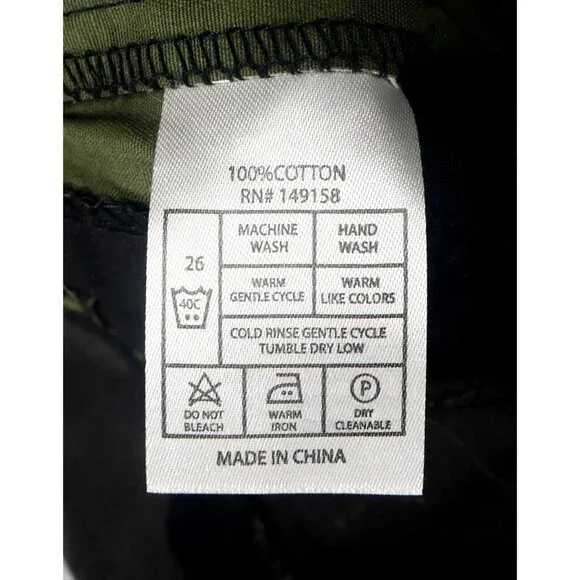 100%COTTON
RN# 149158
26
40C
MACHINE
WASH
HAND
WASH
WARM
GENTLE CYCLE
WARM
LIKE COLORS
COLD RINSE GENTLE CYCLE
TUMBLE DRY LOW
DO NOT
BLEACH
WARM
IRON
P
DRY
CLEANABLE
MADE IN CHINA